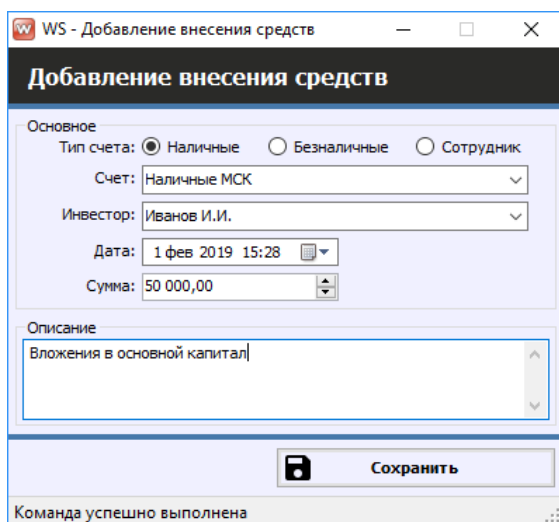 WS - Добавление внесения средств
Добавление внесения средств
Основное
Тип счета: Наличные Безналичные Сотрудник
Счет: Наличные МСК
Инвестор: Иванов И.И.
Дата: 1 фев 2019 15:28
Сумма: 50 000,00
Описание
Вложения в основной капитал
Сохранить
Команда успешно выполнена